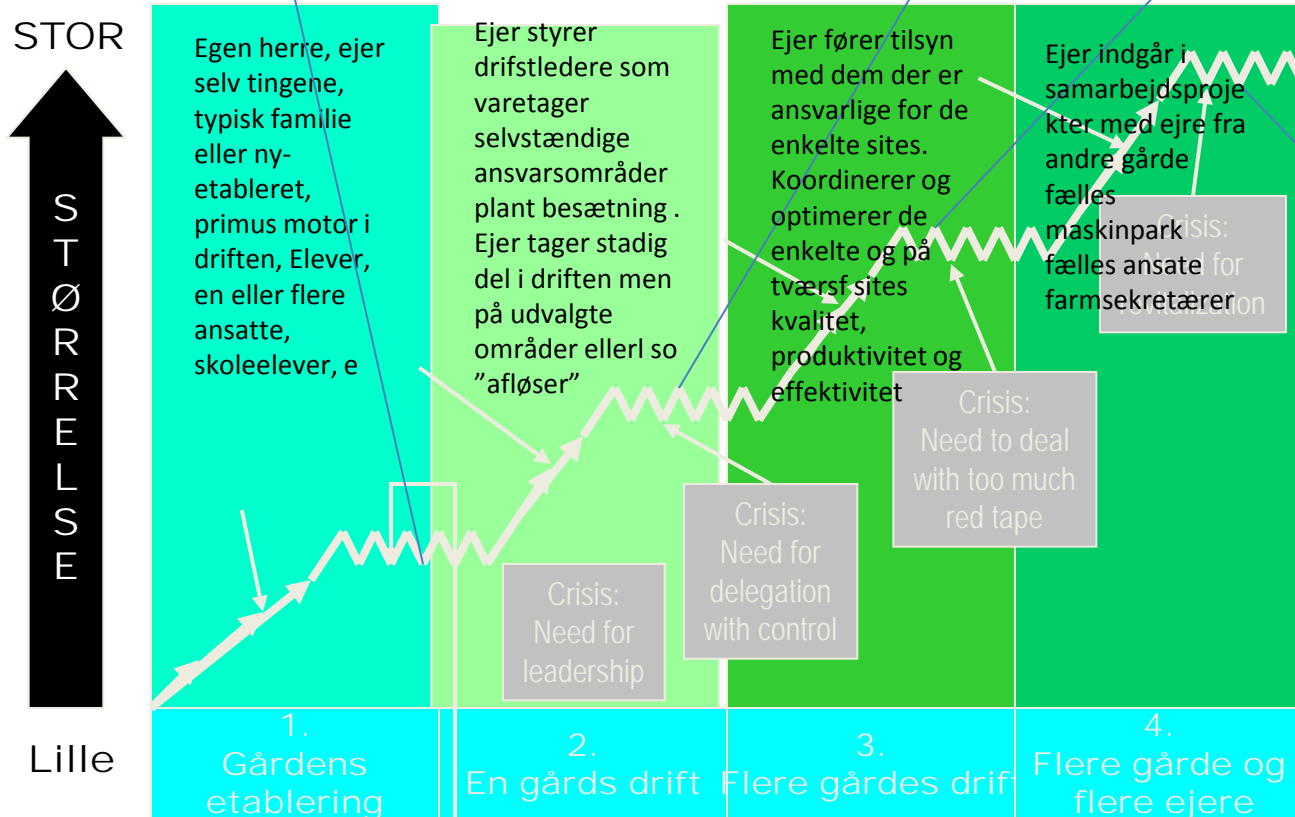 STOR
STØRRELSE
Lille
Egen herre, ejer
selv tingene,
typisk familie
eller ny-
etableret,
primus motor i
driften, Elever,
en eller flere
ansatte,
skoleelever, e
Ejer styrer
drifstledere som
varetager
selvstændige
ansvarsområder
plant besætning .
Ejer tager stadig
del i driften men
på udvalgte
områder ellerl so
”afløser”
Ejer fører tilsyn
med dem der er
ansvarlige for de
enkelte sites.
Koordinerer og
optimerer de
enkelte og på
tværsf sites
kvalitet,
produktivitet og
effektivitet
Ejer indgår i
samarbejdsproje
kter med ejre fra
andre gårde
fælles
maskinpark
fælles ansate
farmsekretærer
Crisis:
Need for
leadership
Crisis:
Need for
delegation
with control
Crisis:
Need to deal
with too much
red tape
Crisis:
Need for
revitalization
1.
Gårdens
etablering
2.
En gårds drift
3.
Flere gårdes drift
4.
Flere gårde og
flere ejere